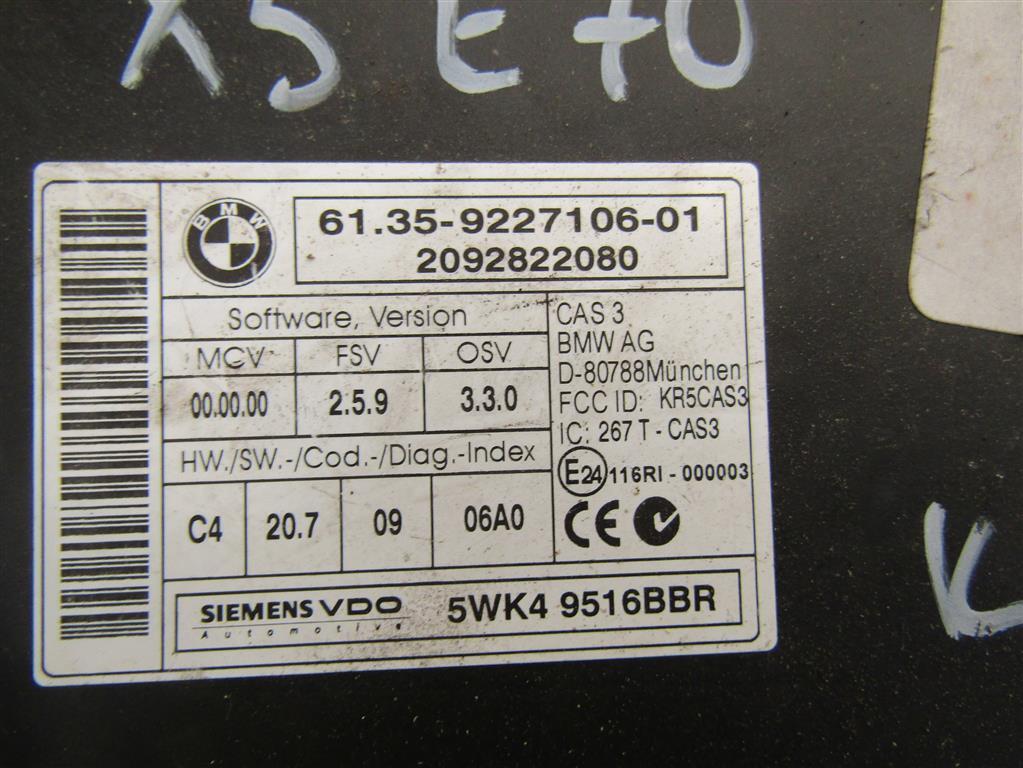 X5 E70
BMW
61.35-9227106-01
2092822080
Software, Version
MCV FSV OSV
00.00.00 2.5.9 3.3.0
HW./SW.-/Cod.-/Diag.-Index
C4 20.7 09 06A0
CAS 3
BMW AG
D-80788München
FCC ID: KR5CAS3
IC: 267 T - CAS3
E24 116RI - 000003
CE
SIEMENS VDO 5WK4 9516BBR
Automotive